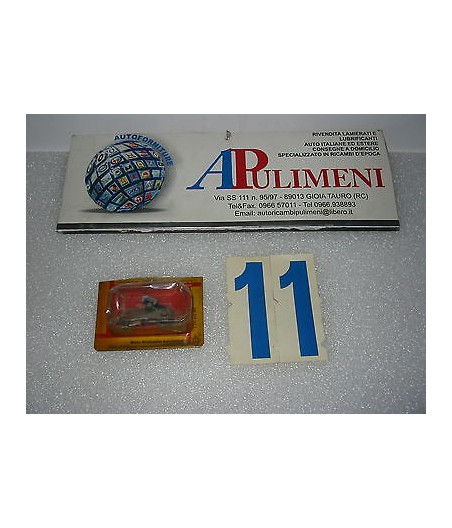 AUTOFORNITURE
RIVENDITA LAMIERATI E
LUBRIFICANTI
AUTO ITALIANE ED ESTERE
CONSEGNE A DOMICILIO
SPECIALIZZATO IN RICAMBI D'EPOCA
APULIMENI
Via SS 111 n. 95/97 - 89013 GIOIA TAURO (RC)
Tel&Fax. 0966 57011 - Tel 0966.938893
Email: autoricambipulimeni@libero.it
11